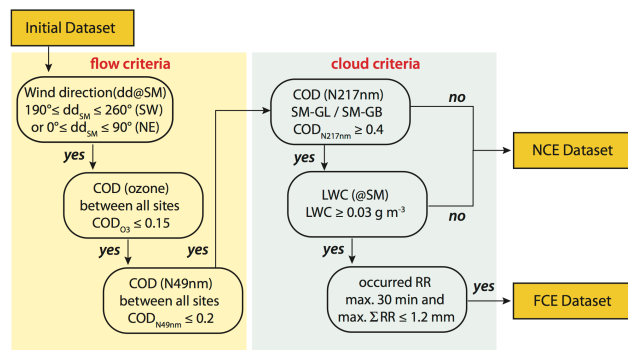 Initial Dataset
flow criteria
Wind direction(dd@SM)
190°≤ dd_SM ≤ 260° (SW)
or 0°≤ dd_SM ≤ 90° (NE)
yes
COD (ozone)
between all sites
COD_O3 ≤ 0.15
yes
COD (N49nm)
between all sites
COD_N49nm ≤ 0.2
yes
cloud criteria
COD (N217nm)
SM-GL / SM-GB
COD_N217nm ≥ 0.4
no
yes
LWC (@SM)
LWC ≥ 0.03 g m⁻³
no
yes
occurred RR
max. 30 min and
max. Σ RR ≤ 1.2 mm
yes
NCE Dataset
FCE Dataset